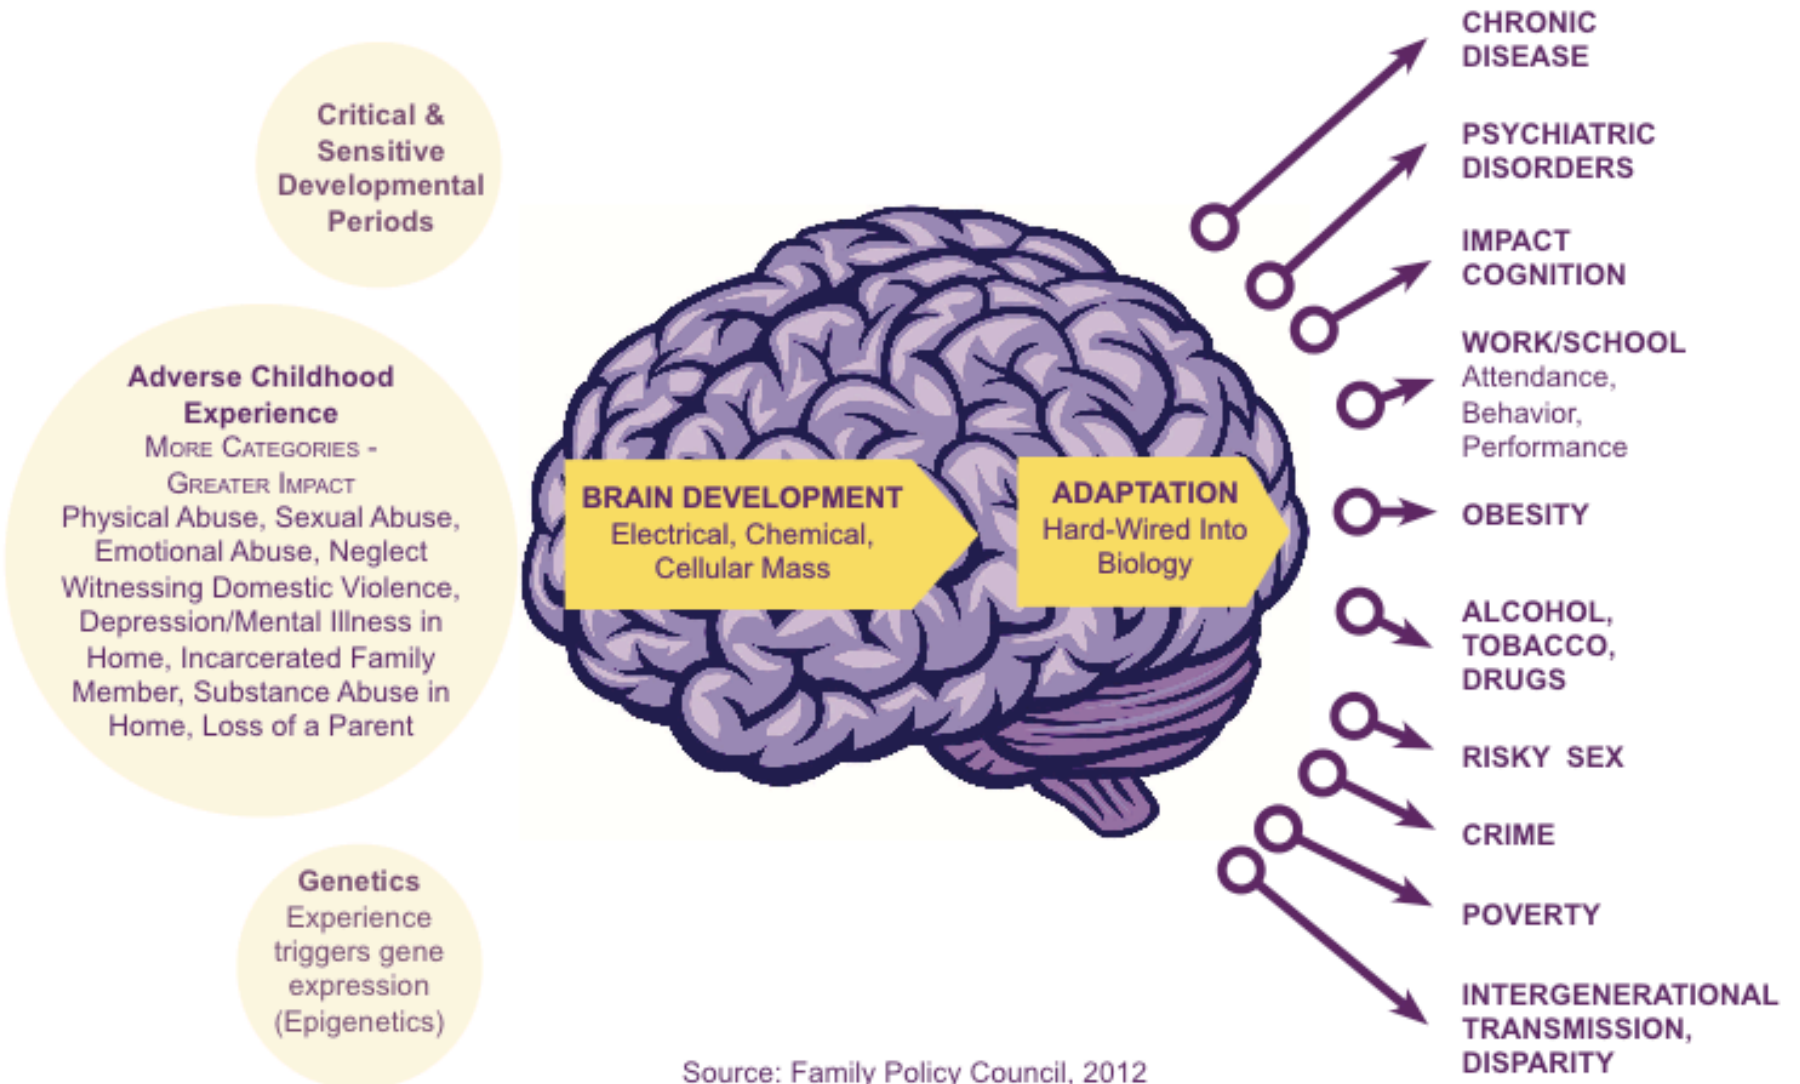 Critical &
Sensitive
Developmental
Periods
Adverse Childhood
Experience
MORE CATEGORIES -
GREATER IMPACT
Physical Abuse, Sexual Abuse,
Emotional Abuse, Neglect
Witnessing Domestic Violence,
Depression/Mental Illness in
Home, Incarcerated Family
Member, Substance Abuse in
Home, Loss of a Parent
Genetics
Experience
triggers gene
expression
(Epigenetics)
BRAIN DEVELOPMENT
Electrical, Chemical,
Cellular Mass
ADAPTATION
Hard-Wired Into
Biology
CHRONIC
DISEASE
PSYCHIATRIC
DISORDERS
IMPACT
COGNITION
WORK/SCHOOL
Attendance,
Behavior,
Performance
OBESITY
ALCOHOL,
TOBACCO,
DRUGS
RISKY SEX
CRIME
POVERTY
INTERGENERATIONAL
TRANSMISSION,
DISPARITY
Source: Family Policy Council, 2012